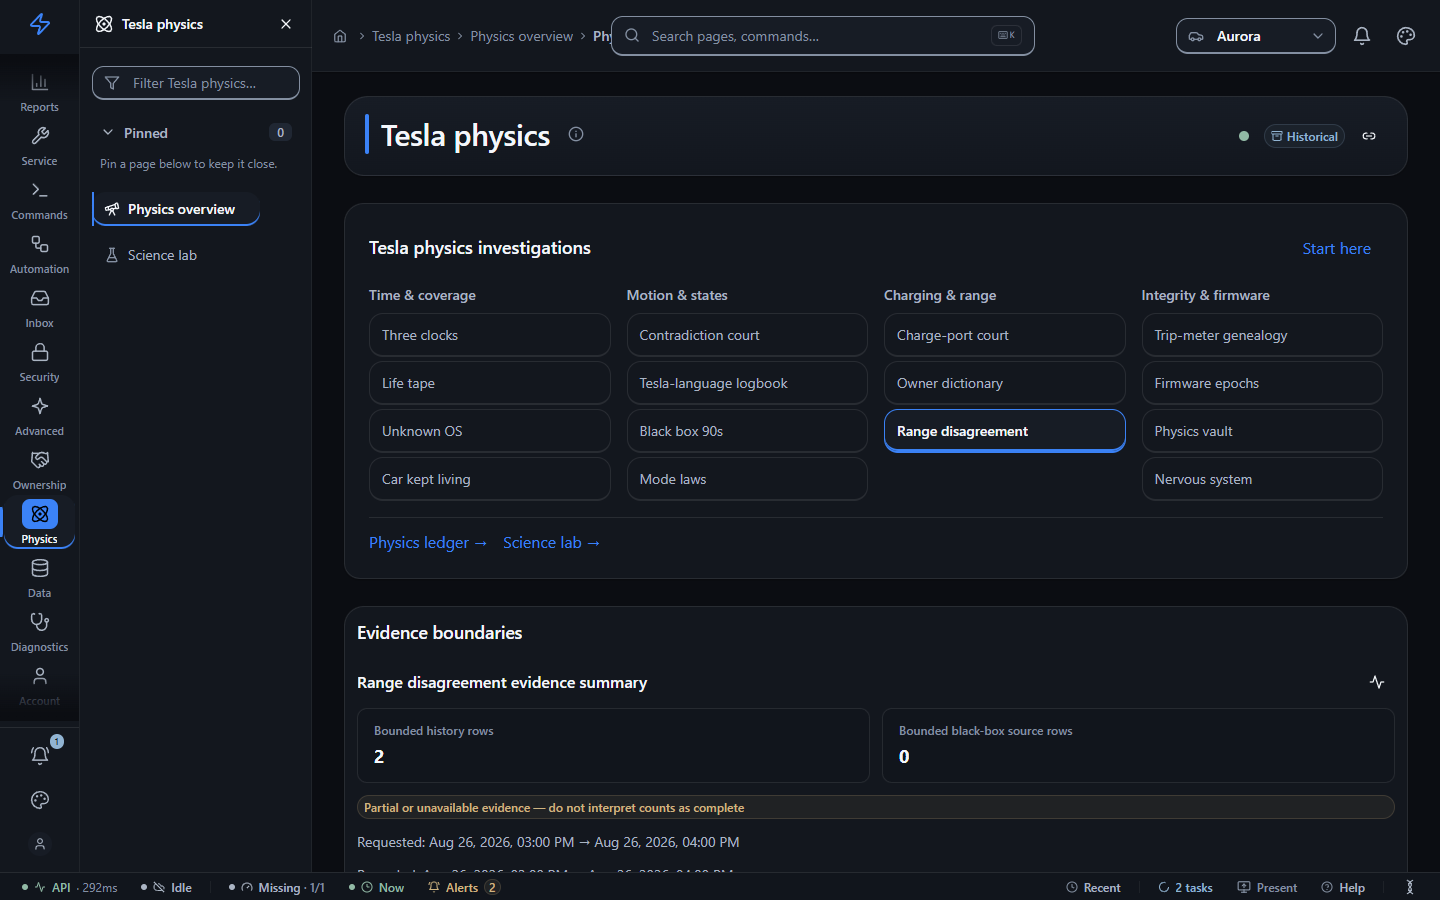 Tesla physics
Tesla physics
Physics overview
Search pages, commands...
K
Aurora
Filter Tesla physics...
Pinned
0
Pin a page below to keep it close.
Physics overview
Science lab
Reports
Service
Commands
Automation
Inbox
Security
Advanced
Ownership
Physics
Data
Diagnostics
Account
1
Tesla physics
Historical
Tesla physics investigations
Start here
Time & coverage
Three clocks
Life tape
Unknown OS
Car kept living
Motion & states
Contradiction court
Tesla-language logbook
Black box 90s
Mode laws
Charging & range
Charge-port court
Owner dictionary
Range disagreement
Integrity & firmware
Trip-meter genealogy
Firmware epochs
Physics vault
Nervous system
Physics ledger →
Science lab →
Evidence boundaries
Range disagreement evidence summary
Bounded history rows
2
Bounded black-box source rows
0
Partial or unavailable evidence — do not interpret counts as complete
Requested: Aug 26, 2026, 03:00 PM → Aug 26, 2026, 04:00 PM
API · 292ms
Idle
Missing · 1/1
Now
Alerts 2
Recent
2 tasks
Present
Help